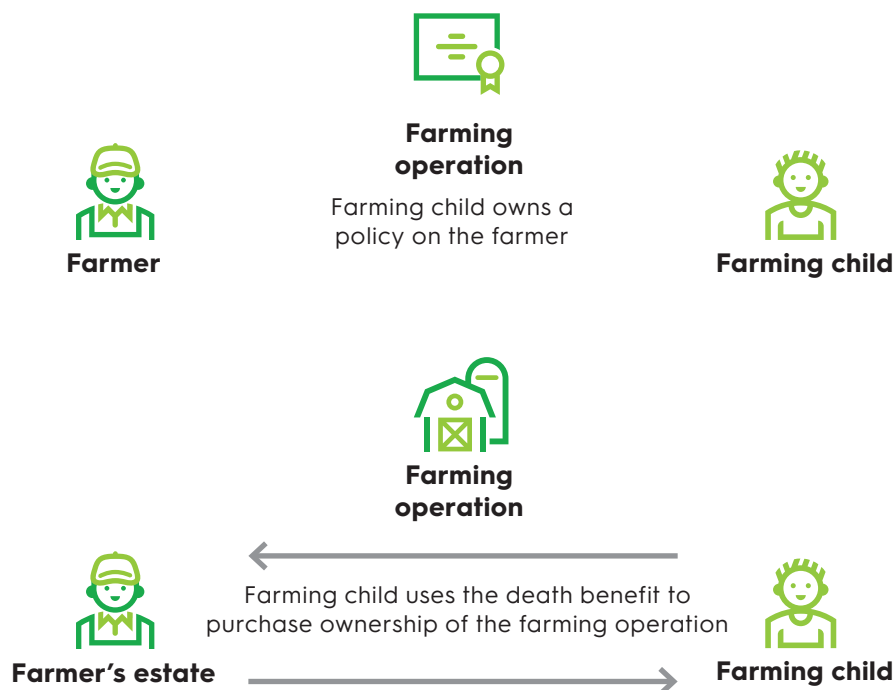 Farming
operation
Farming child owns a
policy on the farmer
Farmer
Farming child
Farming
operation
Farming child uses the death benefit to
purchase ownership of the farming operation
Farmer’s estate
Farming child